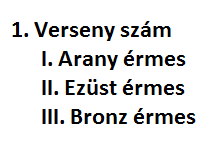 1. Verseny szám
I. Arany érmes
II. Ezüst érmes
III. Bronz érmes